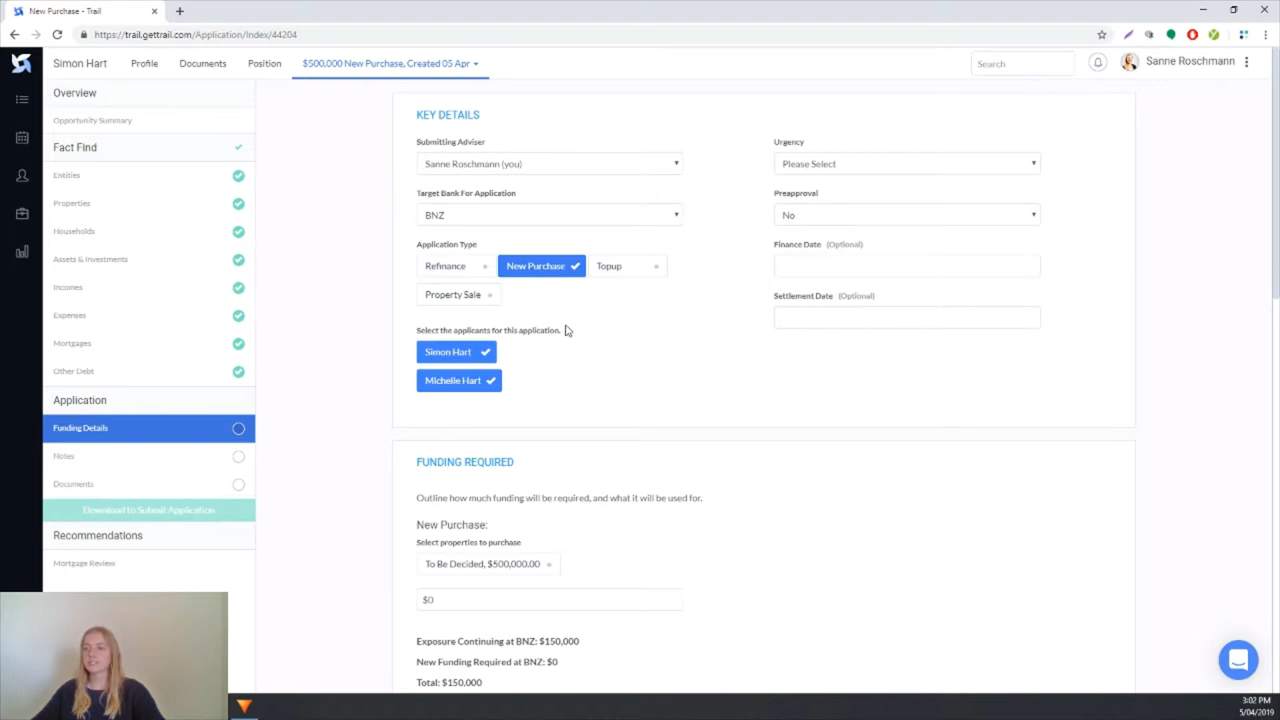 New Purchase - Trail
https://trail.gettrail.com/Application/Index/44204
Simon Hart
Profile
Documents
Position
$500,000 New Purchase, Created 05 Apr
Search
Sanne Roschmann
Overview
Opportunity Summary
Fact Find
Entities
Properties
Households
Assets & Investments
Incomes
Expenses
Mortgages
Other Debt
Application
Funding Details
Notes
Documents
Download to Submit Application
Recommendations
Mortgage Review
KEY DETAILS
Submitting Adviser
Sanne Roschmann (you)
Target Bank For Application
BNZ
Application Type
Refinance
New Purchase
Topup
Property Sale
Select the applicants for this application.
Simon Hart
Michelle Hart
Urgency
Please Select
Preapproval
No
Finance Date (Optional)
Settlement Date (Optional)
FUNDING REQUIRED
Outline how much funding will be required, and what it will be used for.
New Purchase:
Select properties to purchase
To Be Decided, $500,000.00
$0
Exposure Continuing at BNZ: $150,000
New Funding Required at BNZ: $0
Total: $150,000
3:02 PM
5/04/2019